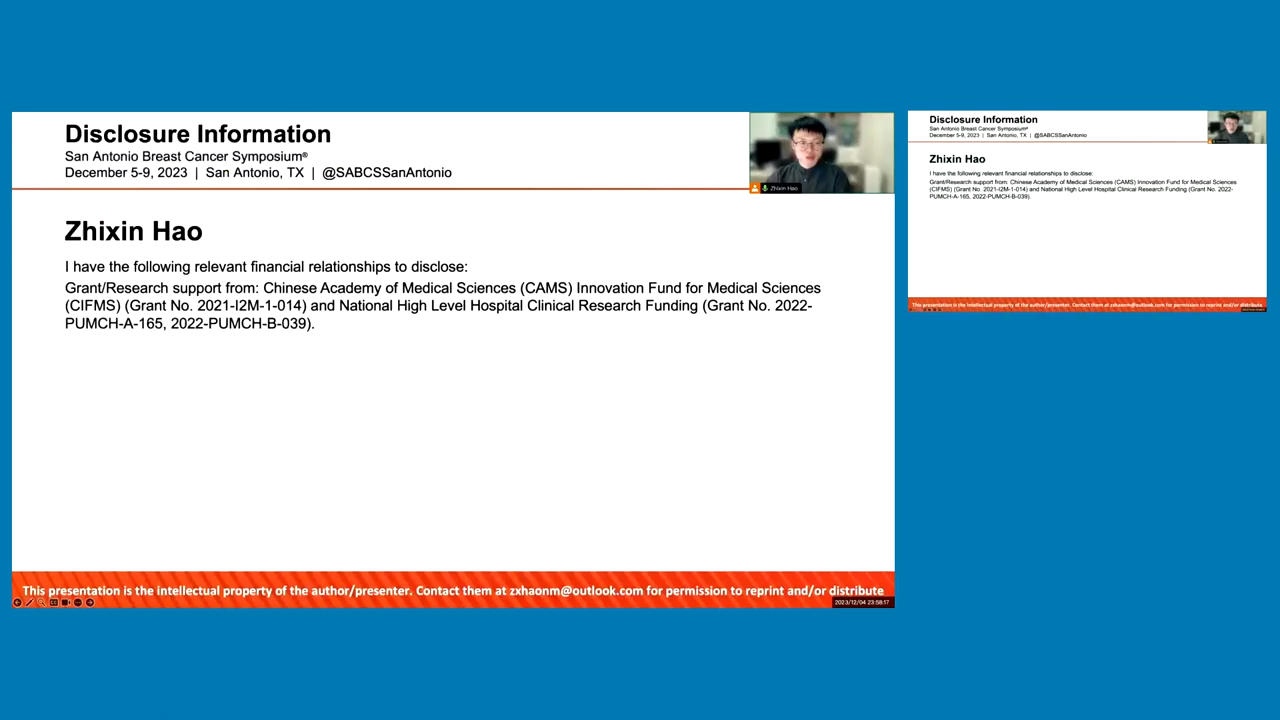 Disclosure Information
San Antonio Breast Cancer Symposium®
December 5-9, 2023 | San Antonio, TX | @SABCSSanAntonio
Zhixin Hao
Zhixin Hao
I have the following relevant financial relationships to disclose:
Grant/Research support from: Chinese Academy of Medical Sciences (CAMS) Innovation Fund for Medical Sciences
(CIFMS) (Grant No. 2021-I2M-1-014) and National High Level Hospital Clinical Research Funding (Grant No. 2022-
PUMCH-A-165, 2022-PUMCH-B-039).
This presentation is the intellectual property of the author/presenter. Contact them at zxhaonm@outlook.com for permission to reprint and/or distribute
2023/12/04 23:58:17
Disclosure Information
San Antonio Breast Cancer Symposium®
December 5-9, 2023 | San Antonio, TX | @SABCSSanAntonio
Zhixin Hao
I have the following relevant financial relationships to disclose:
Grant/Research support from: Chinese Academy of Medical Sciences (CAMS) Innovation Fund for Medical Sciences
(CIFMS) (Grant No. 2021-I2M-1-014) and National High Level Hospital Clinical Research Funding (Grant No. 2022-
PUMCH-A-165, 2022-PUMCH-B-039).
This presentation is the intellectual property of the author/presenter. Contact them at zxhaonm@outlook.com for permission to reprint and/or distribute